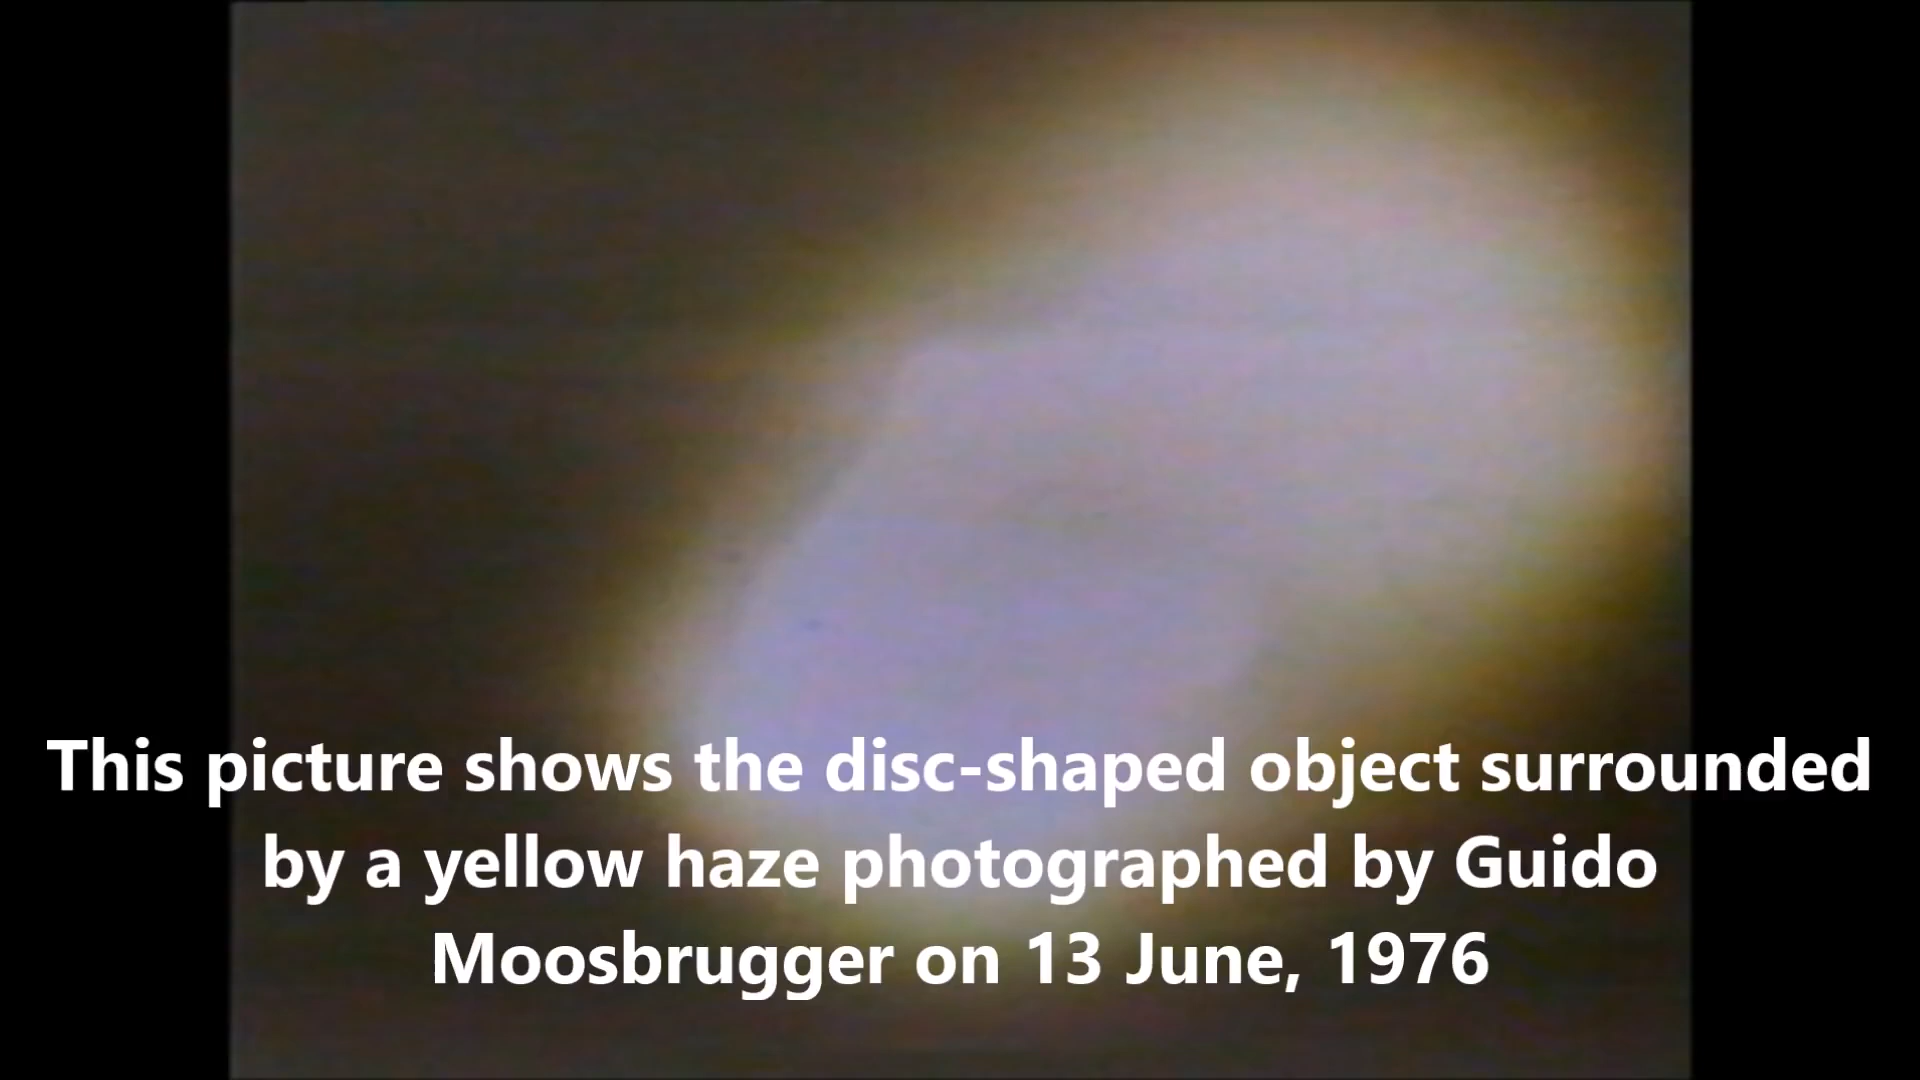 This picture shows the disc-shaped object surrounded
by a yellow haze photographed by Guido
Moosbrugger on 13 June, 1976